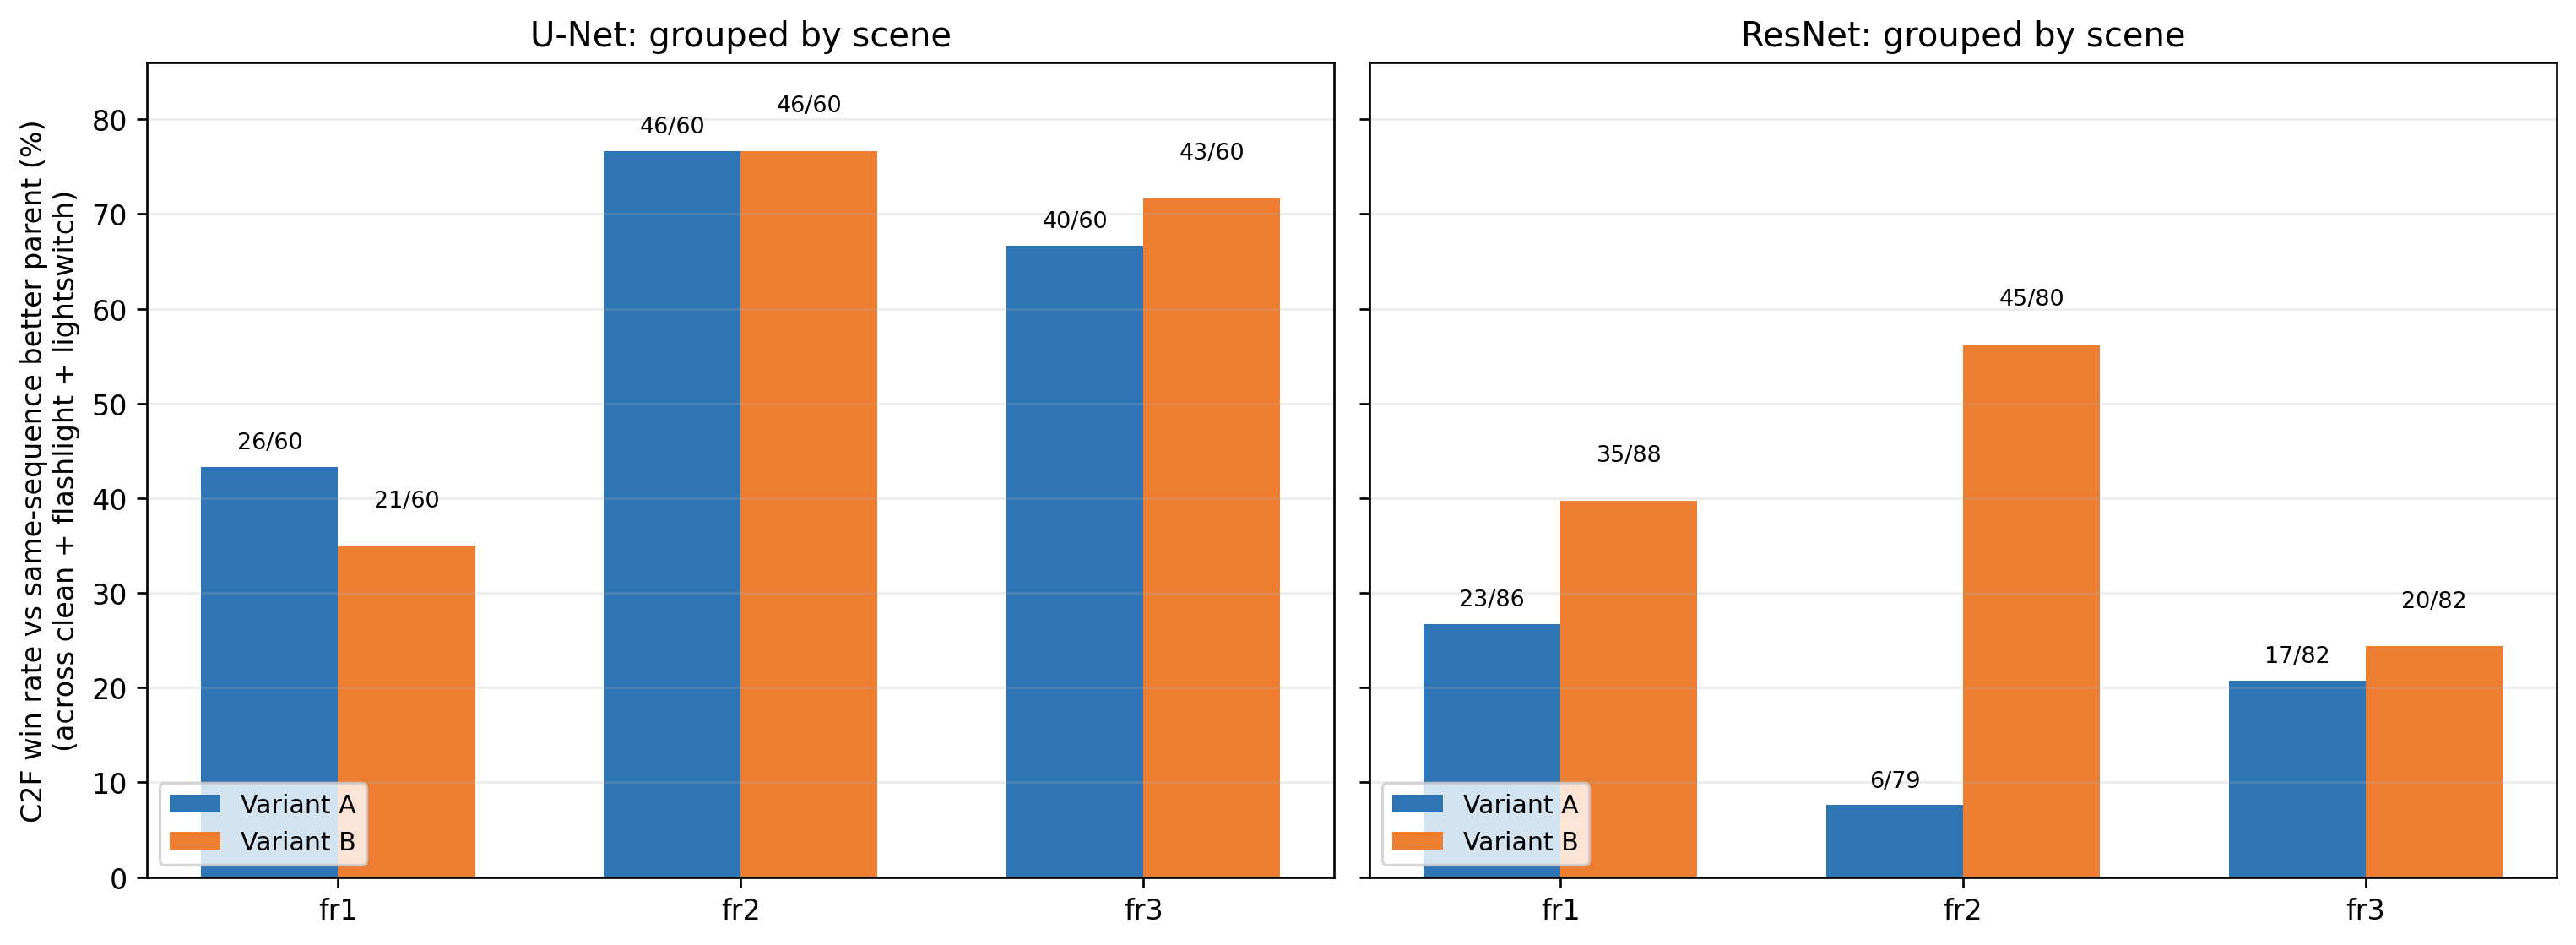 U-Net: grouped by scene
C2F win rate vs same-sequence better parent (%)
(across clean + flashlight + lightswitch)
80
70
60
50
40
30
20
10
0
26/60
21/60
46/60
46/60
40/60
43/60
Variant A
Variant B
fr1
fr2
fr3
ResNet: grouped by scene
23/86
35/88
6/79
45/80
17/82
20/82
Variant A
Variant B
fr1
fr2
fr3